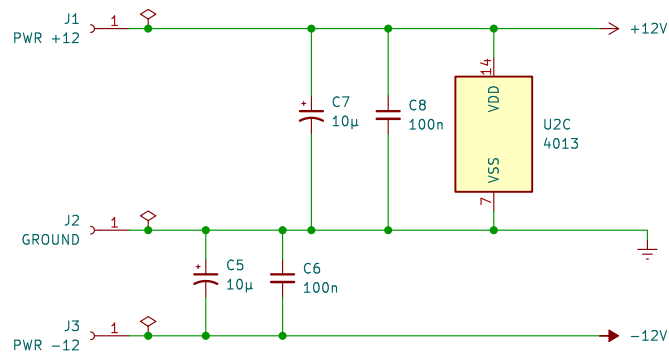 J1
PWR +12
1
+12V
C7
10µ
C8
100n
14
VDD
VSS
7
U2C
4013
J2
GROUND
1
C5
10µ
C6
100n
J3
PWR -12
1
-12V